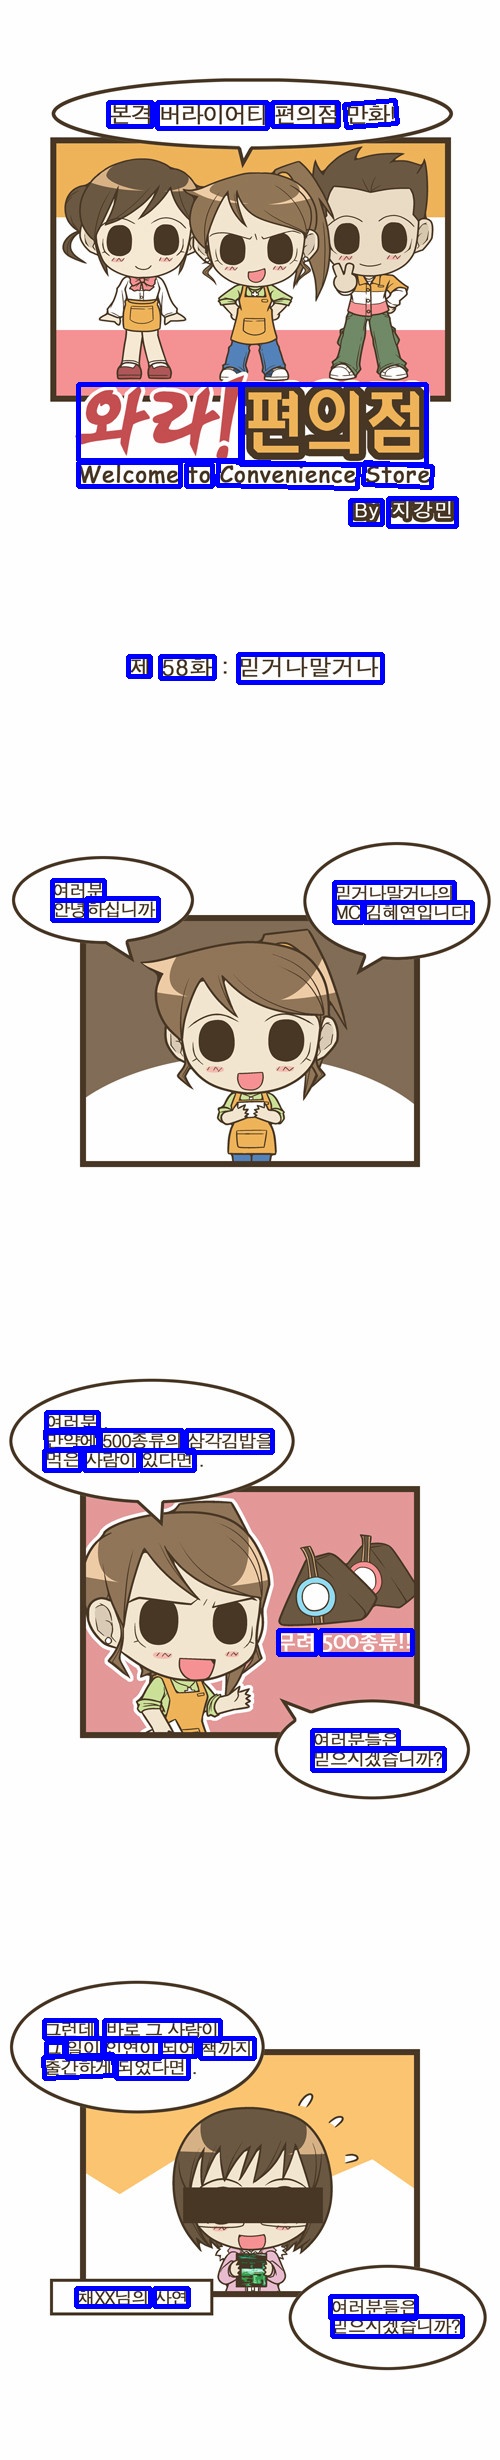 본격 버라이어티 편의점 만화!
와라! 편의점
Welcome to Convenience Store
By 지강민
제 58화 : 믿거나말거나
여러분
안녕하십니까
믿거나말거나의
MC 김혜연입니다
여러분
만약에 500종류의 삼각김밥을
먹은 사람이 있다면.
무려 500종류!!
여러분들은
믿으시겠습니까?
그런데 바로 그 사람이
그 일이 인연이 되어 책까지
출간하게 되었다면.
채XX님의 사연
여러분들은
믿으시겠습니까?